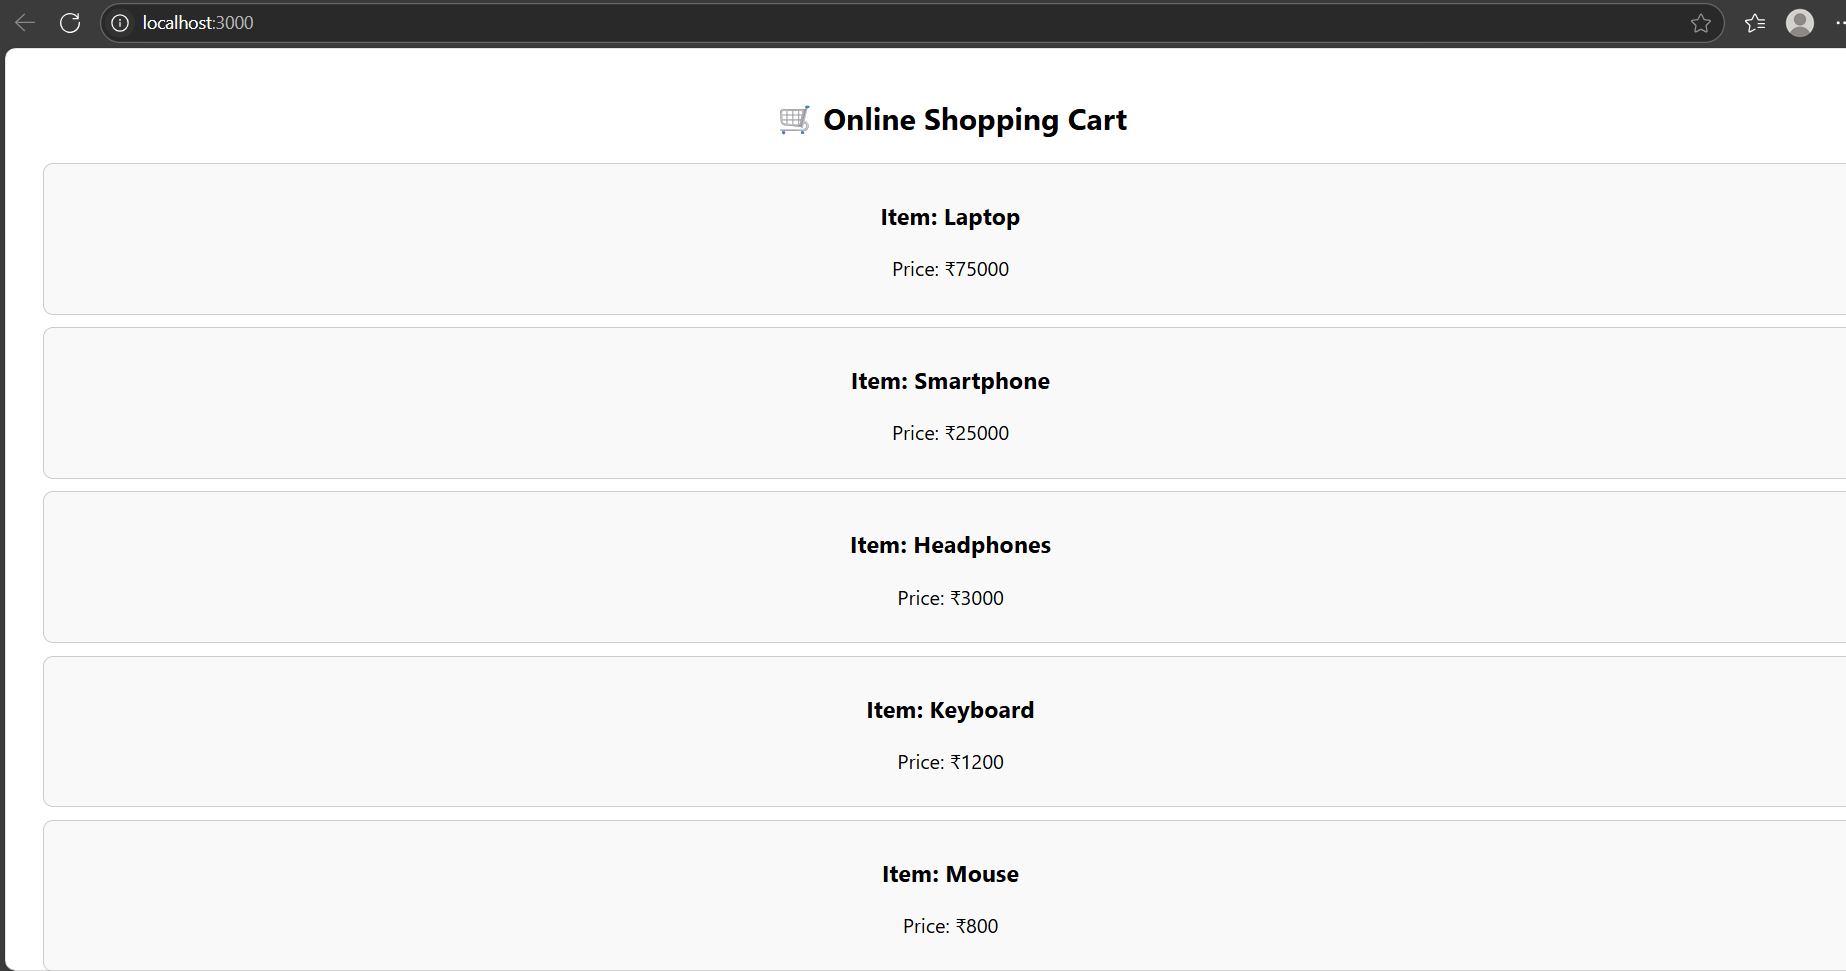 localhost:3000
🛒 Online Shopping Cart
Item: Laptop
Price: ₹75000
Item: Smartphone
Price: ₹25000
Item: Headphones
Price: ₹3000
Item: Keyboard
Price: ₹1200
Item: Mouse
Price: ₹800